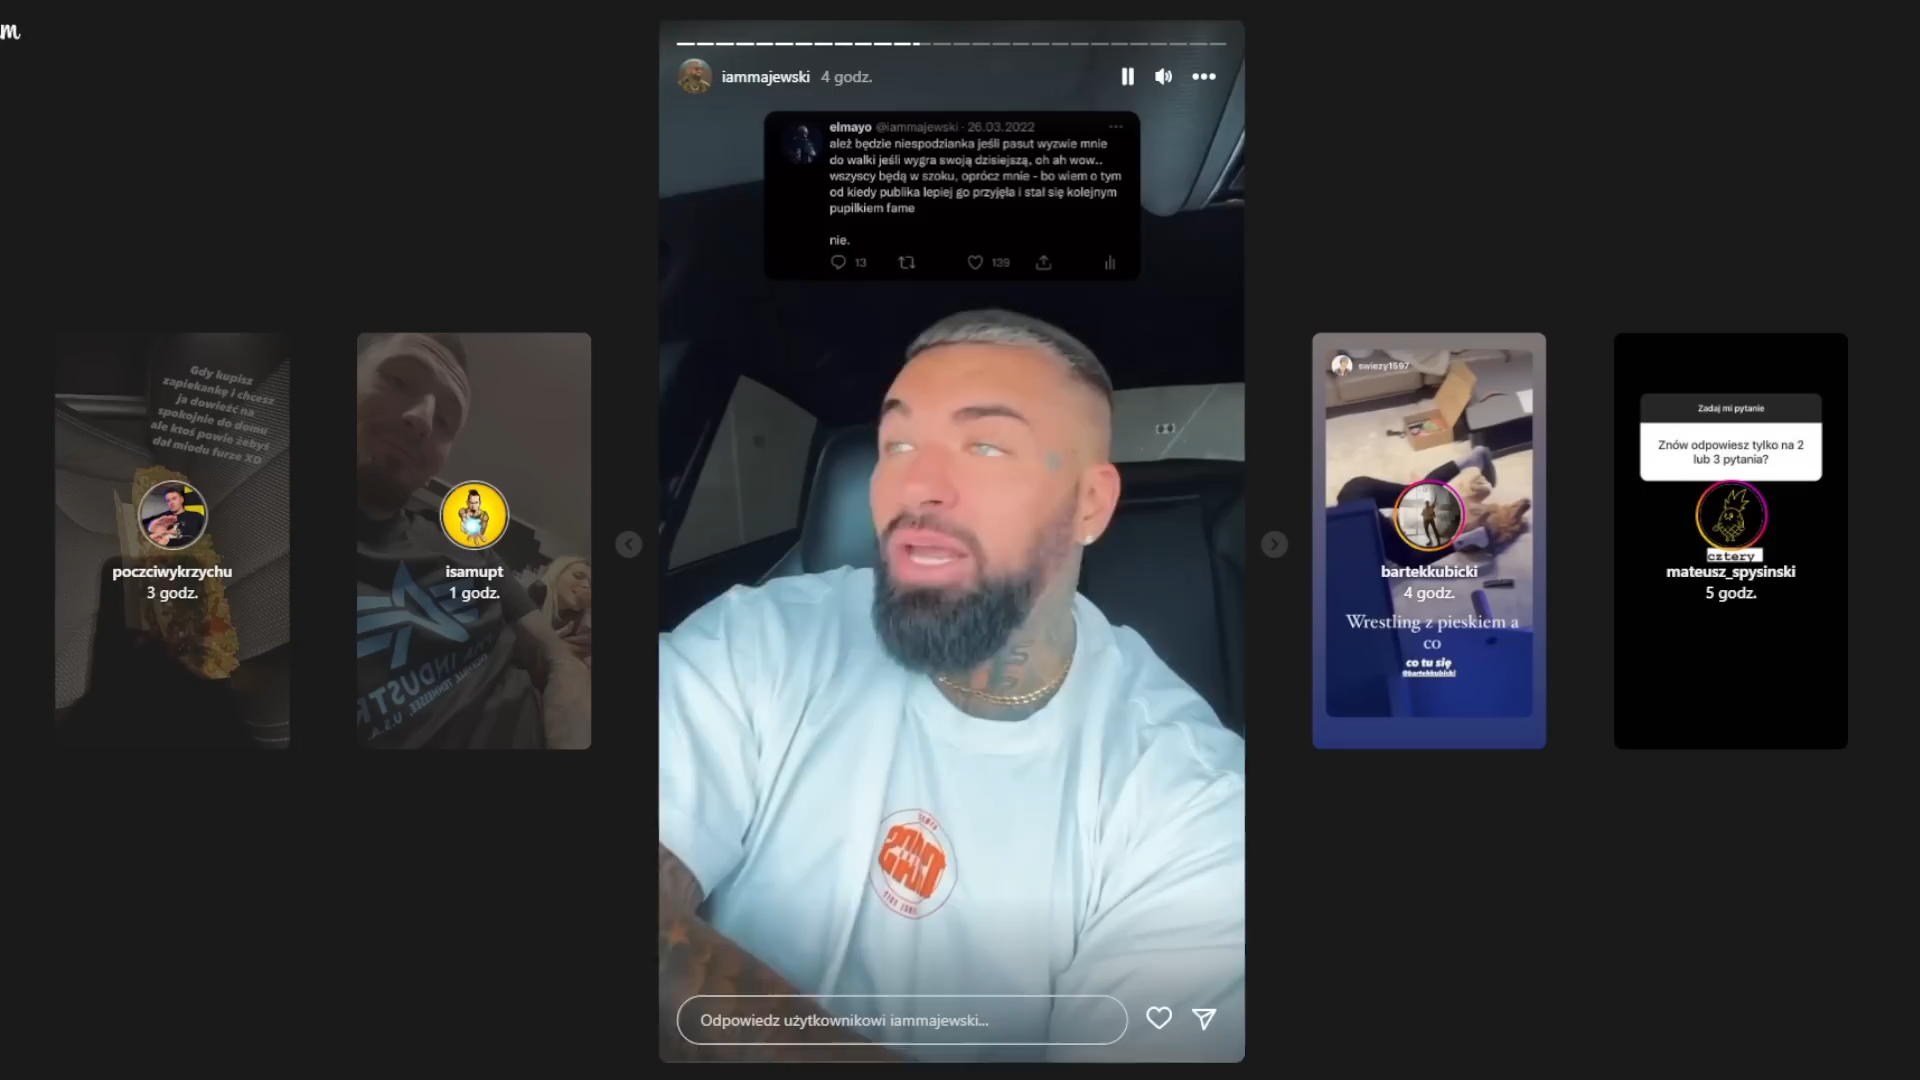 m
iammajewski 4 godz.
elmayo @iammajewski · 26.03.2022
ależ będzie niespodzianka jeśli pasut wyzwie mnie
do walki jeśli wygra swoją dzisiejszą, oh ah wow..
wszyscy będą w szoku, oprócz mnie - bo wiem o tym
od kiedy publika lepiej go przyjęła i stał się kolejnym
pupilkiem fame
nie.
13 139
Odpowiedz użytkownikowi iammajewski...
Gdy kupisz
zapiekankę i chcesz
ja dowieźć na
spokojnie do domu
ale ktoś powie żebyś
dał miodu furze XD
poczciwykrzychu
3 godz.
isamupt
1 godz.
swiezy1597
bartekkubicki
4 godz.
Wrestling z pieskiem a
co
co tu się
@bartekkubicki
Zadaj mi pytanie
Znów odpowiesz tylko na 2
lub 3 pytania?
cztery
mateusz_spysinski
5 godz.